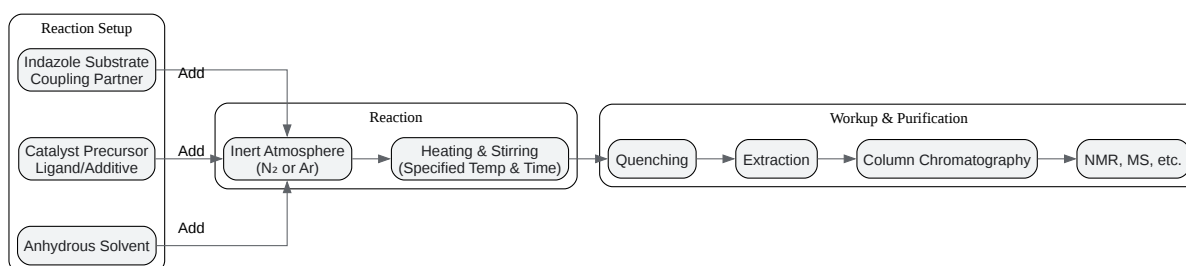 Reaction Setup
Indazole Substrate
Coupling Partner
Add
Catalyst Precursor
Ligand/Additive
Add
Anhydrous Solvent
Add
Reaction
Inert Atmosphere
(N₂ or Ar)
Heating & Stirring
(Specified Temp & Time)
Workup & Purification
Quenching
Extraction
Column Chromatography
NMR, MS, etc.